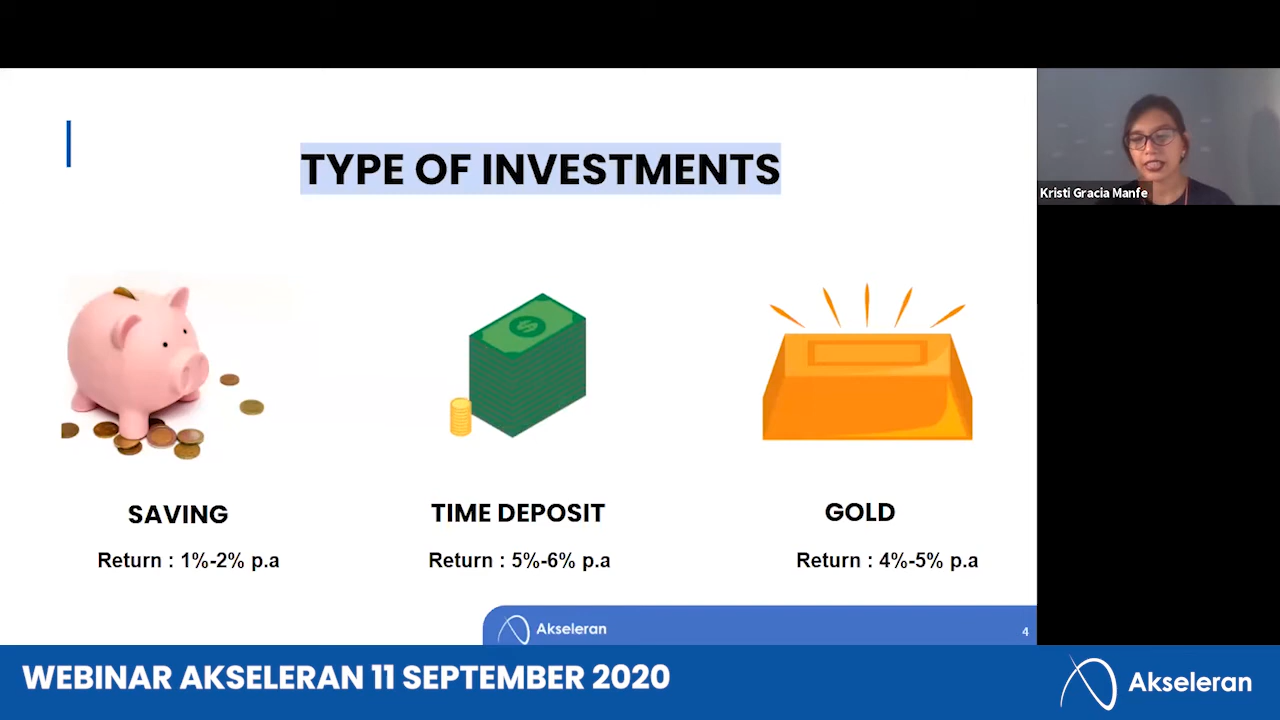 TYPE OF INVESTMENTS
Kristi Gracia Manfe
SAVING
TIME DEPOSIT
GOLD
Return : 1%-2% p.a
Return : 5%-6% p.a
Return : 4%-5% p.a
Akseleran
4
WEBINAR AKSELERAN 11 SEPTEMBER 2020
Akseleran